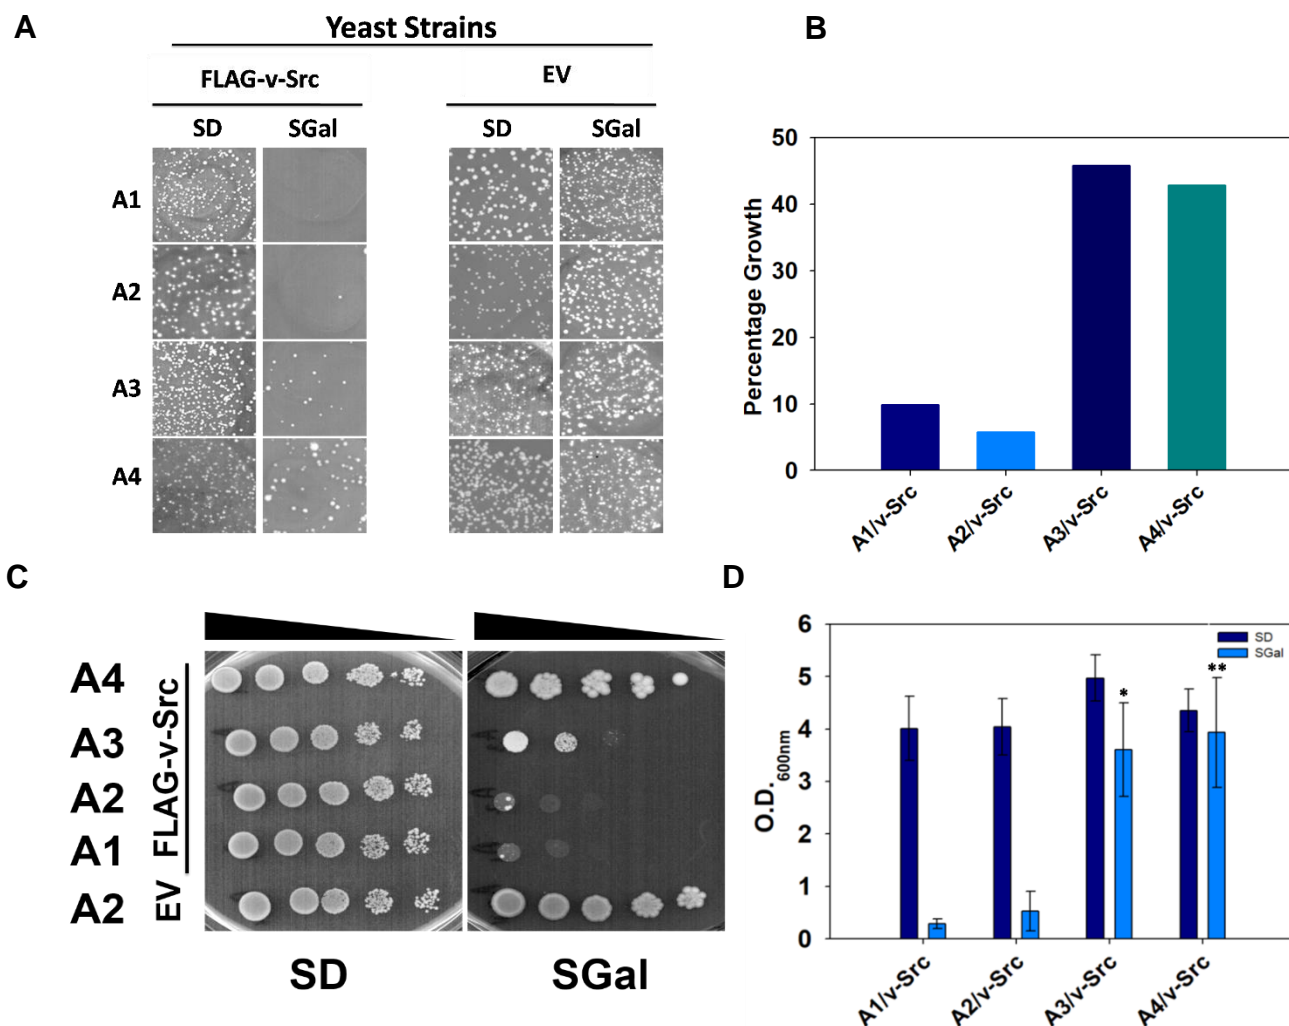 A
Yeast Strains
FLAG-v-Src EV
SD SGal SD SGal
A1
A2
A3
A4
B
50
40
30
20
10
0
Percentage Growth
A1/v-Src A2/v-Src A3/v-Src A4/v-Src
C
A4
A3
A2
A1
A2
FLAG-v-Src
EV
SD SGal
D
6
5
4
3
2
1
0
O.D.600nm
SD
SGal
*
**
A1/v-Src A2/v-Src A3/v-Src A4/v-Src